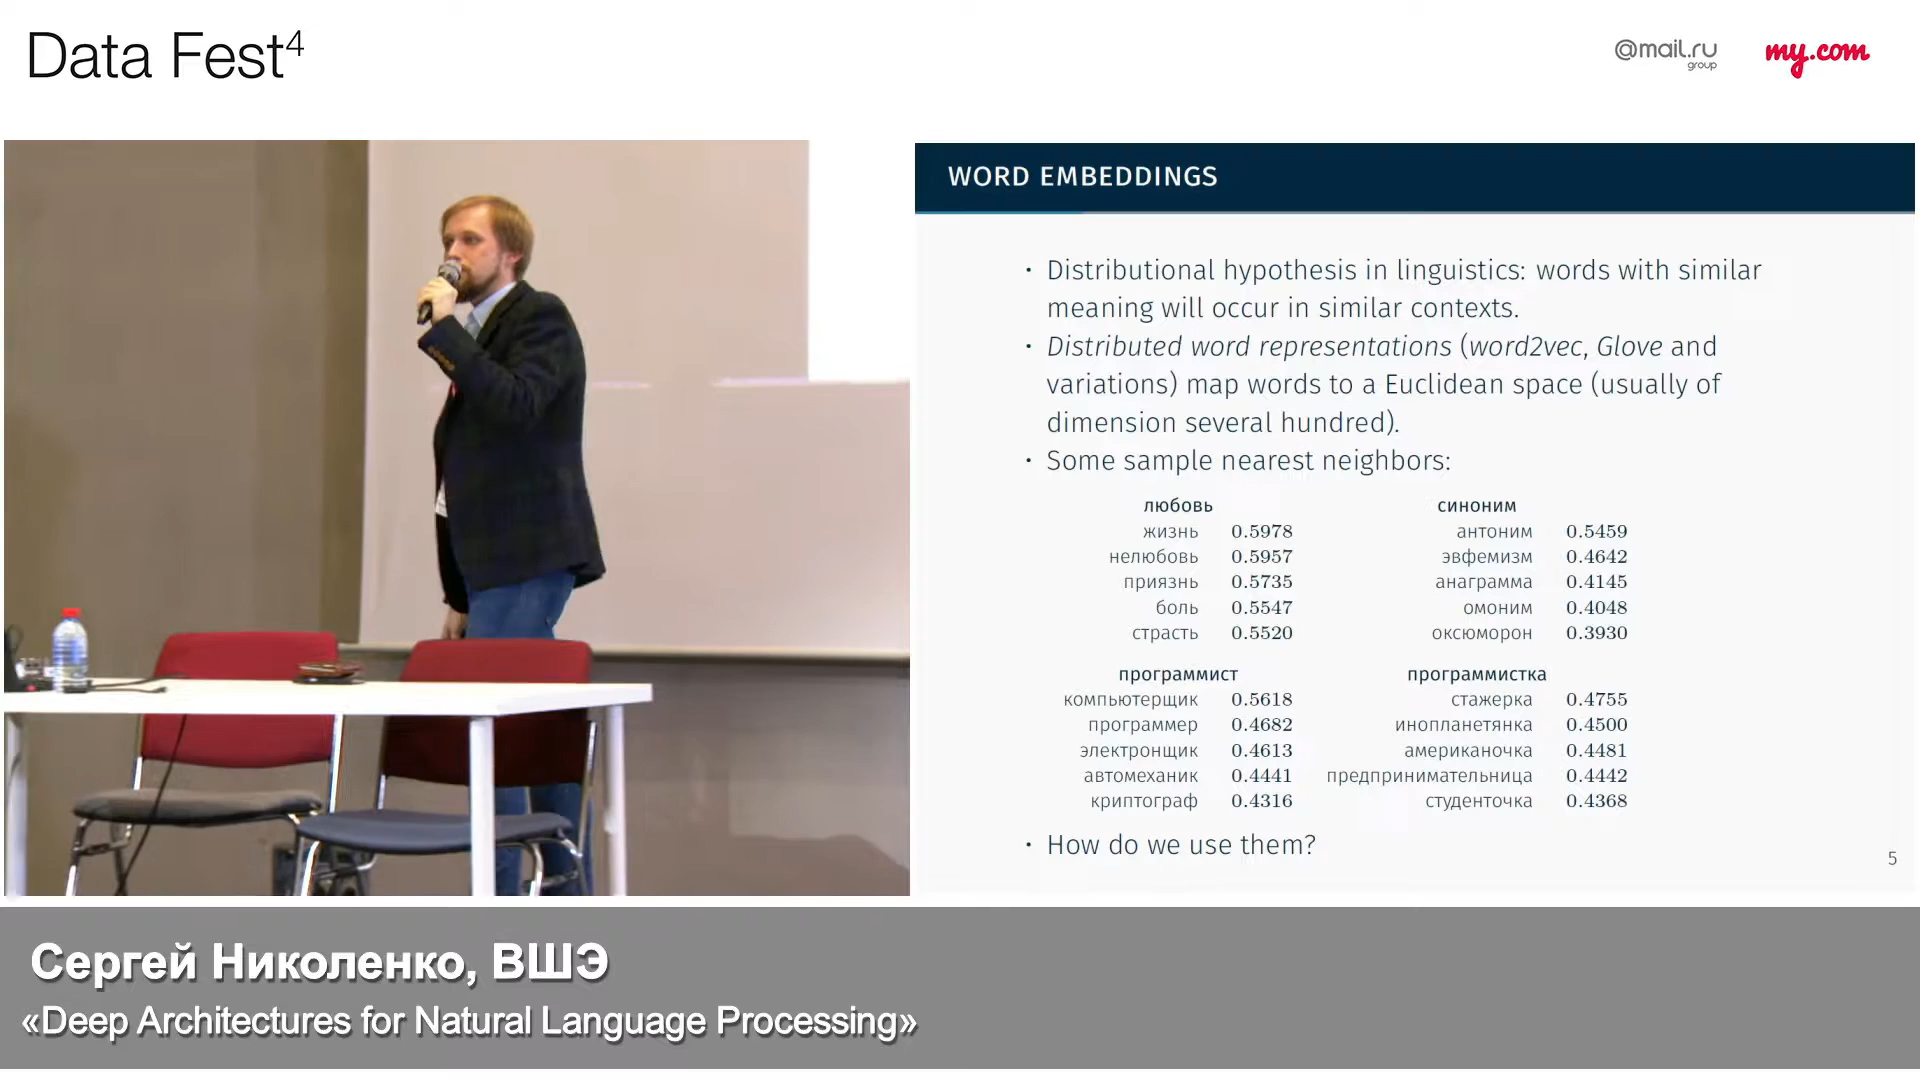 Data Fest⁴
@mail.ru
group
my.com
WORD EMBEDDINGS
· Distributional hypothesis in linguistics: words with similar
meaning will occur in similar contexts.
· Distributed word representations (word2vec, Glove and
variations) map words to a Euclidean space (usually of
dimension several hundred).
· Some sample nearest neighbors:
любовь
жизнь 0.5978
нелюбовь 0.5957
приязнь 0.5735
боль 0.5547
страсть 0.5520
синоним
антоним 0.5459
эвфемизм 0.4642
анаграмма 0.4145
омоним 0.4048
оксюморон 0.3930
программист
компьютерщик 0.5618
программер 0.4682
электронщик 0.4613
автомеханик 0.4441
криптограф 0.4316
программистка
стажерка 0.4755
инопланетянка 0.4500
американочка 0.4481
предпринимательница 0.4442
студенточка 0.4368
· How do we use them?
5
Сергей Николенко, ВШЭ
«Deep Architectures for Natural Language Processing»